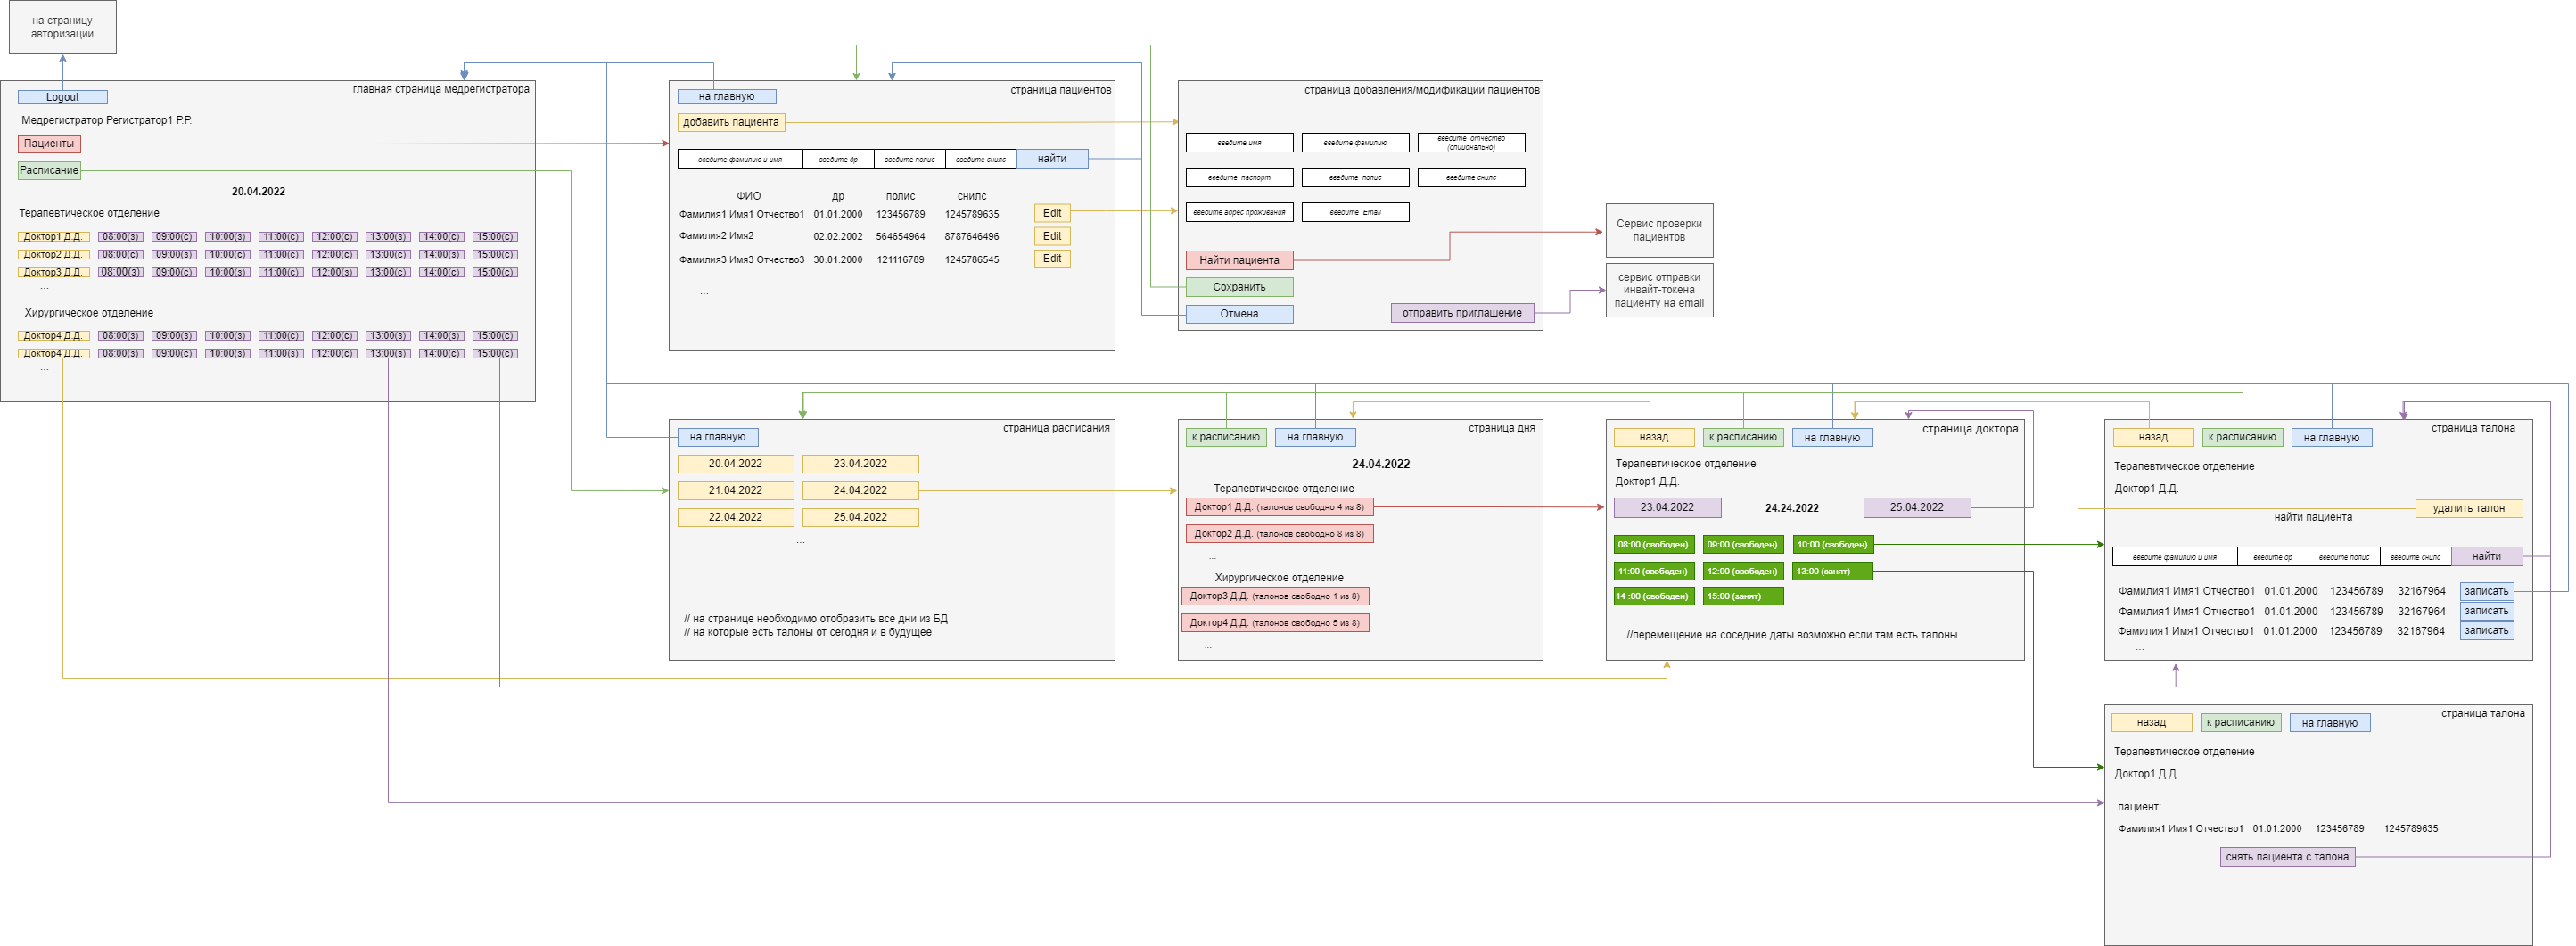 на страницу
авторизации
главная страница медрегистратора
Logout
Медрегистратор Регистратор1 Р.Р.
Пациенты
Расписание
20.04.2022
Терапевтическое отделение
Доктор1 Д.Д. 08:00(з) 09:00(с) 10:00(з) 11:00(с) 12:00(с) 13:00(з) 14:00(с) 15:00(с)
Доктор2 Д.Д. 08:00(с) 09:00(з) 10:00(з) 11:00(с) 12:00(с) 13:00(с) 14:00(з) 15:00(с)
Доктор3 Д.Д. 08:00(з) 09:00(с) 10:00(с) 11:00(с) 12:00(з) 13:00(с) 14:00(с) 15:00(с)
...
Хирургическое отделение
Доктор4 Д.Д. 08:00(з) 09:00(з) 10:00(з) 11:00(с) 12:00(с) 13:00(з) 14:00(з) 15:00(с)
Доктор4 Д.Д. 08:00(з) 09:00(с) 10:00(з) 11:00(з) 12:00(с) 13:00(з) 14:00(с) 15:00(с)
...
страница пациентов
на главную
добавить пациента
введите фамилию и имя введите др введите полис введите снилс найти
ФИО др полис снилс
Фамилия1 Имя1 Отчество1 01.01.2000 123456789 1245789635 Edit
Фамилия2 Имя2 02.02.2002 564654964 8787646496 Edit
Фамилия3 Имя3 Отчество3 30.01.2000 121116789 1245786545 Edit
...
страница добавления/модификации пациентов
введите имя введите фамилию введите отчество
(опционально)
введите паспорт введите полис введите снилс
введите адрес проживания введите Email
Найти пациента
Сохранить
Отмена
отправить приглашение
Сервис проверки
пациентов
сервис отправки
инвайт-токена
пациенту на email
страница расписания
на главную
20.04.2022 23.04.2022
21.04.2022 24.04.2022
22.04.2022 25.04.2022
...
// на странице необходимо отобразить все дни из БД
// на которые есть талоны от сегодня и в будущее
страница дня
к расписанию на главную
24.04.2022
Терапевтическое отделение
Доктор1 Д.Д. (талонов свободно 4 из 8)
Доктор2 Д.Д. (талонов свободно 8 из 8)
...
Хирургическое отделение
Доктор3 Д.Д. (талонов свободно 1 из 8)
Доктор4 Д.Д. (талонов свободно 5 из 8)
...
страница доктора
назад к расписанию на главную
Терапевтическое отделение
Доктор1 Д.Д.
23.04.2022 24.24.2022 25.04.2022
08:00 (свободен) 09:00 (свободен) 10:00 (свободен)
11:00 (свободен) 12:00 (свободен) 13:00 (занят)
14 :00 (свободен) 15:00 (занят)
//перемещение на соседние даты возможно если там есть талоны
страница талона
назад к расписанию на главную
Терапевтическое отделение
Доктор1 Д.Д.
удалить талон
найти пациента
введите фамилию и имя введите др введите полис введите снилс найти
Фамилия1 Имя1 Отчество1 01.01.2000 123456789 32167964 записать
Фамилия1 Имя1 Отчество1 01.01.2000 123456789 32167964 записать
Фамилия1 Имя1 Отчество1 01.01.2000 123456789 32167964 записать
...
страница талона
назад к расписанию на главную
Терапевтическое отделение
Доктор1 Д.Д.
пациент:
Фамилия1 Имя1 Отчество1 01.01.2000 123456789 1245789635
снять пациента с талона